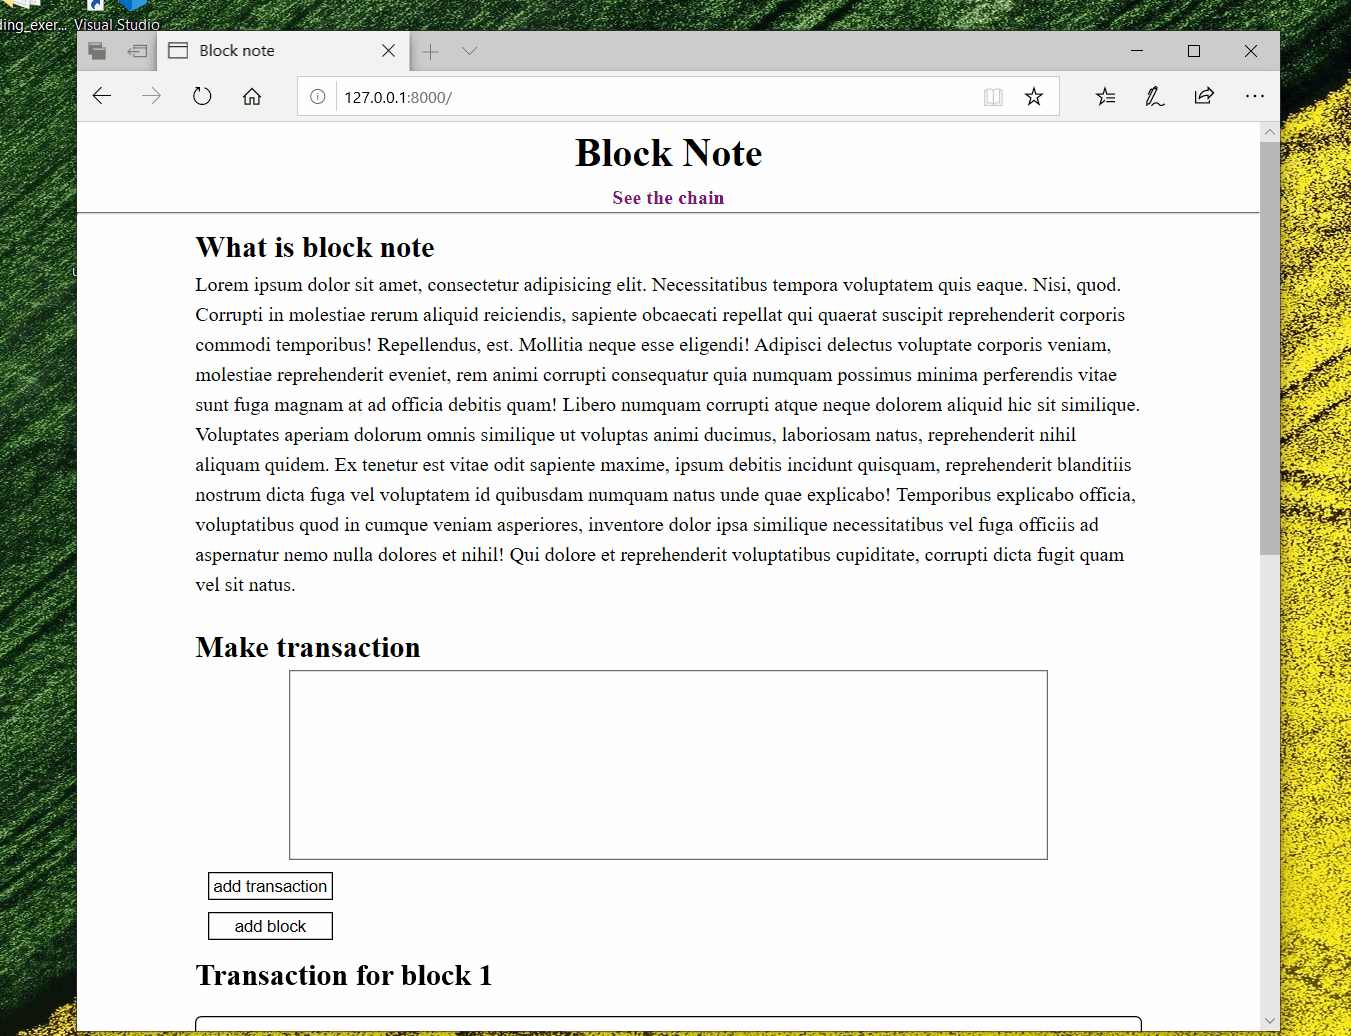 ding_exer... Visual Studio
Block note
127.0.0.1:8000/
Block Note
See the chain
What is block note
Lorem ipsum dolor sit amet, consectetur adipisicing elit. Necessitatibus tempora voluptatem quis eaque. Nisi, quod.
Corrupti in molestiae rerum aliquid reiciendis, sapiente obcaecati repellat qui quaerat suscipit reprehenderit corporis
commodi temporibus! Repellendus, est. Mollitia neque esse eligendi! Adipisci delectus voluptate corporis veniam,
molestiae reprehenderit eveniet, rem animi corrupti consequatur quia numquam possimus minima perferendis vitae
sunt fuga magnam at ad officia debitis quam! Libero numquam corrupti atque neque dolorem aliquid hic sit similique.
Voluptates aperiam dolorum omnis similique ut voluptas animi ducimus, laboriosam natus, reprehenderit nihil
aliquam quidem. Ex tenetur est vitae odit sapiente maxime, ipsum debitis incidunt quisquam, reprehenderit blanditiis
nostrum dicta fuga vel voluptatem id quibusdam numquam natus unde quae explicabo! Temporibus explicabo officia,
voluptatibus quod in cumque veniam asperiores, inventore dolor ipsa similique necessitatibus vel fuga officiis ad
aspernatur nemo nulla dolores et nihil! Qui dolore et reprehenderit voluptatibus cupiditate, corrupti dicta fugit quam
vel sit natus.
Make transaction
add transaction
add block
Transaction for block 1